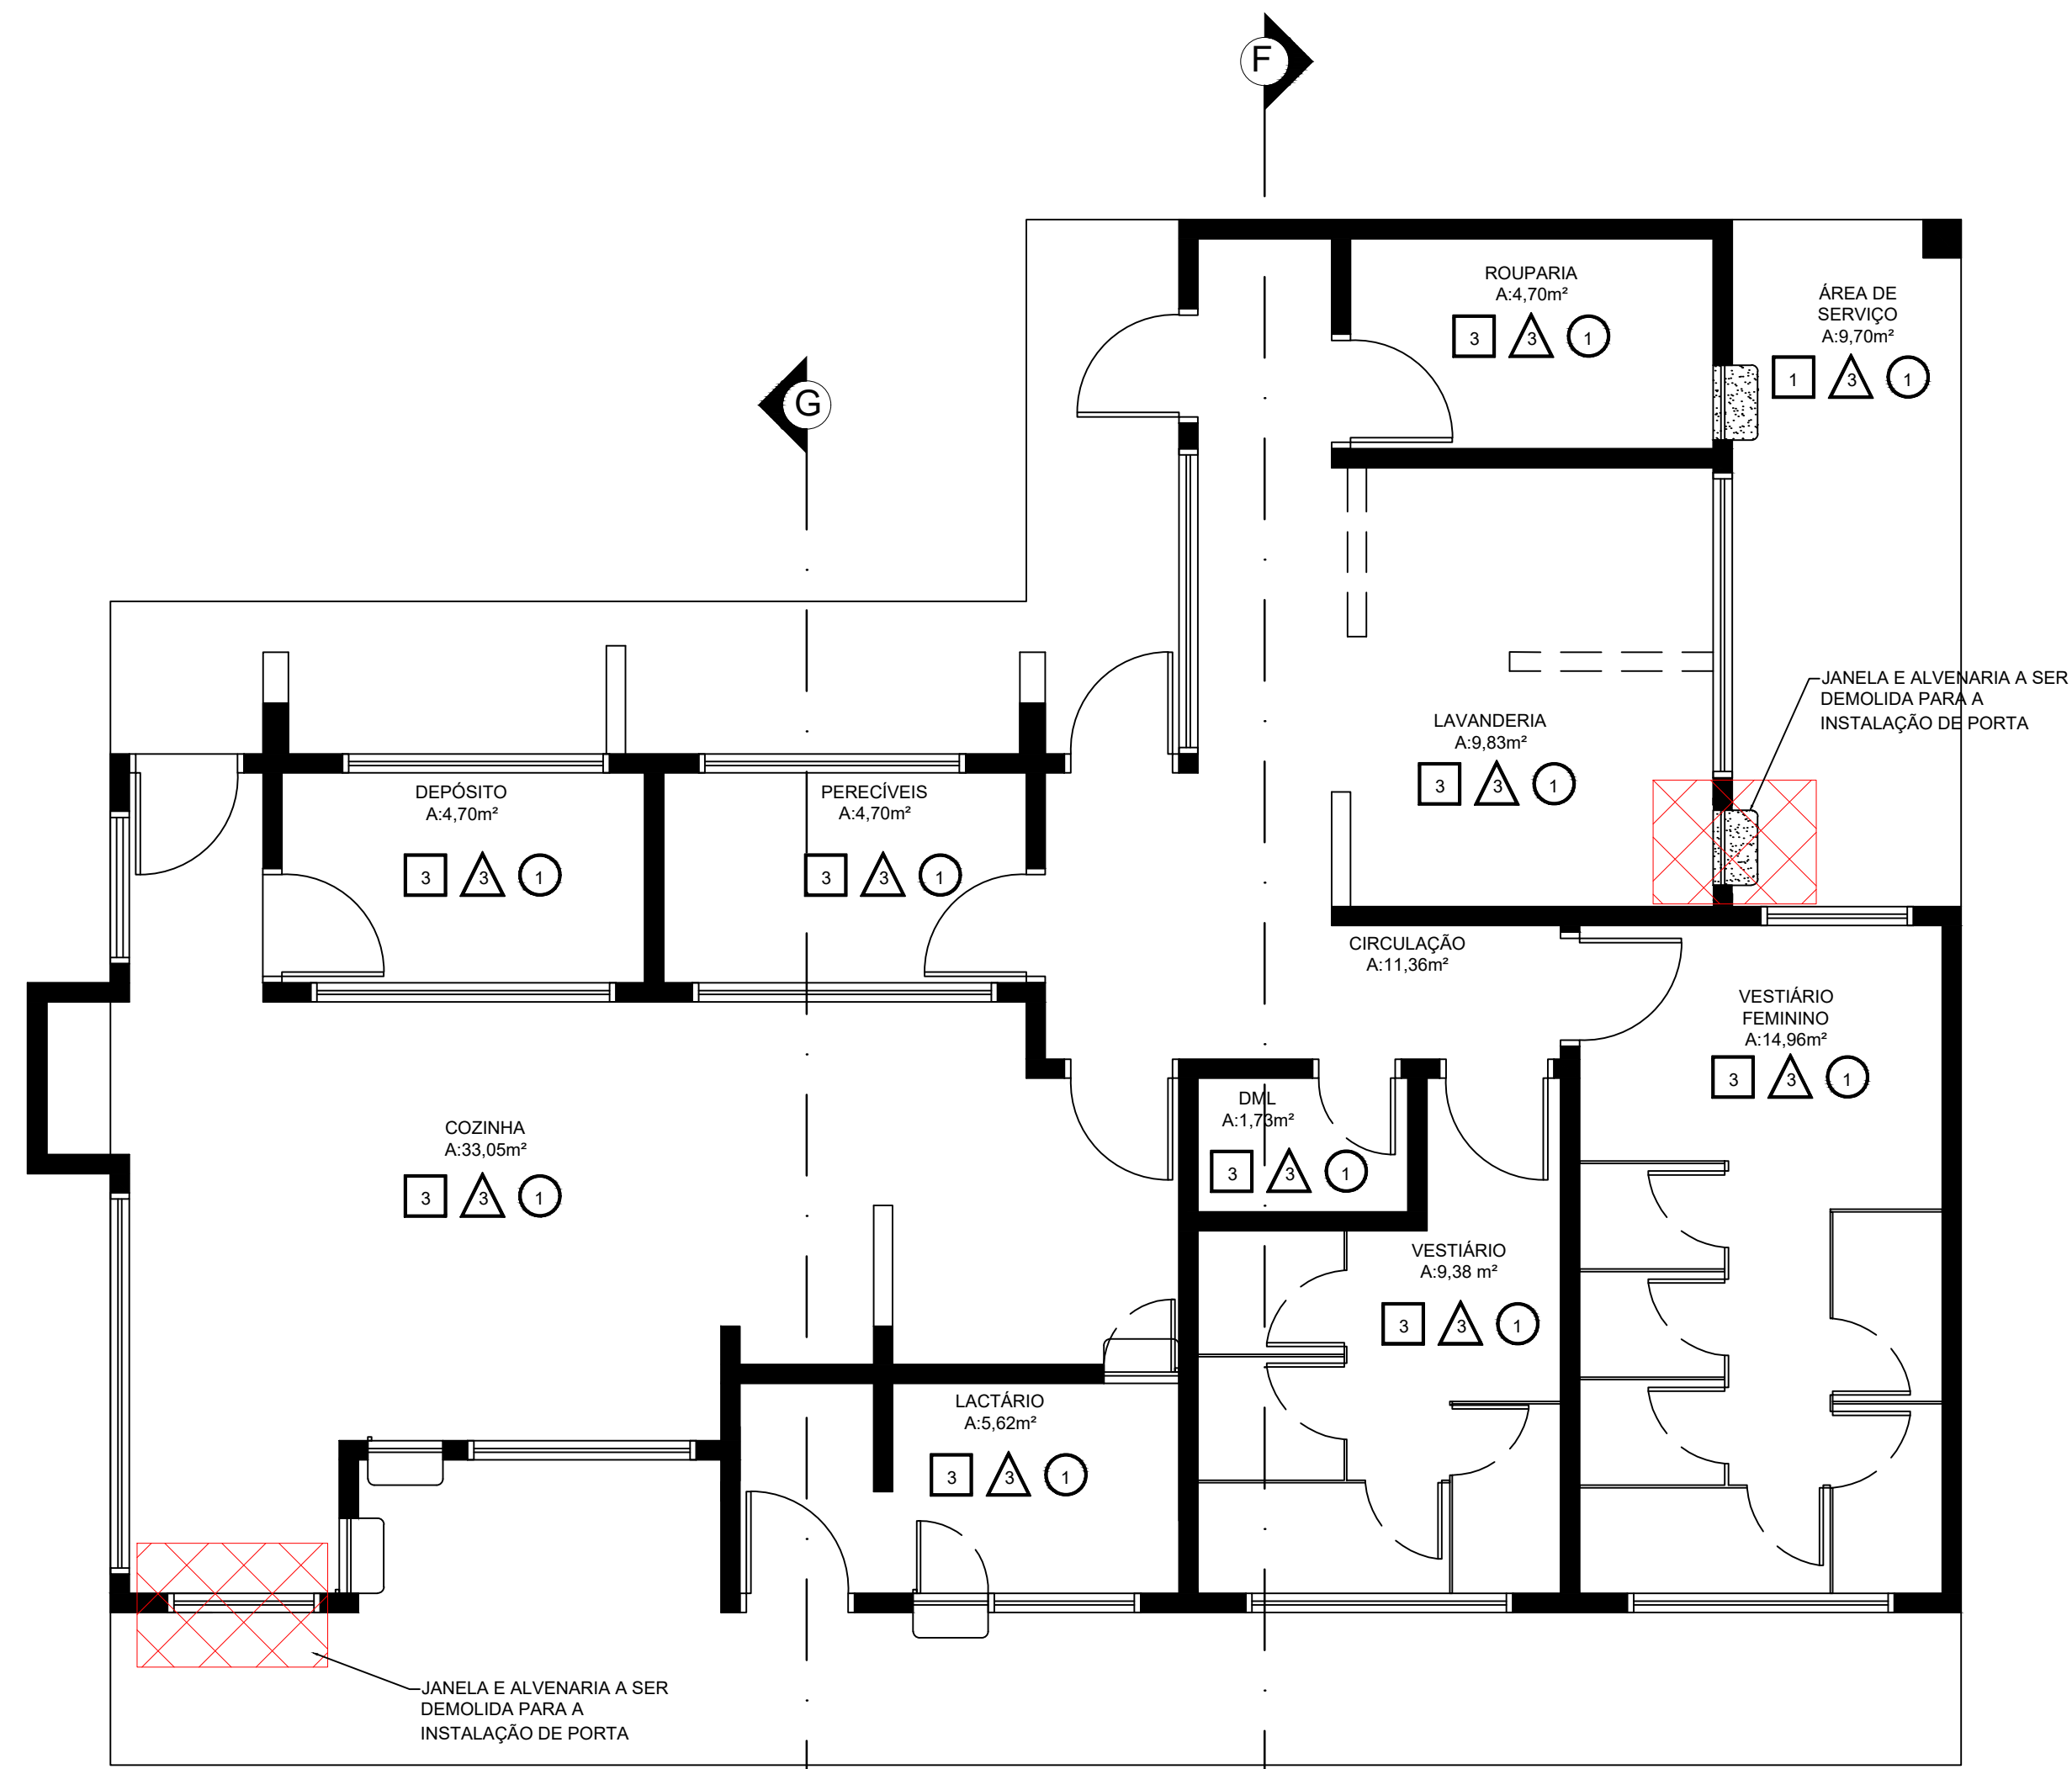 F
G
ROUPARIA
A:4,70m²
3 3 1
ÁREA DE
SERVIÇO
A:9,70m²
1 3 1
JANELA E ALVENARIA A SER
DEMOLIDA PARA A
INSTALAÇÃO DE PORTA
LAVANDERIA
A:9,83m²
3 3 1
DEPÓSITO
A:4,70m²
3 3 1
PERECÍVEIS
A:4,70m²
3 3 1
CIRCULAÇÃO
A:11,36m²
VESTIÁRIO
FEMININO
A:14,96m²
3 3 1
COZINHA
A:33,05m²
3 3 1
DML
A:1,73m²
3 3 1
VESTIÁRIO
A:9,38 m²
3 3 1
LACTÁRIO
A:5,62m²
3 3 1
JANELA E ALVENARIA A SER
DEMOLIDA PARA A
INSTALAÇÃO DE PORTA